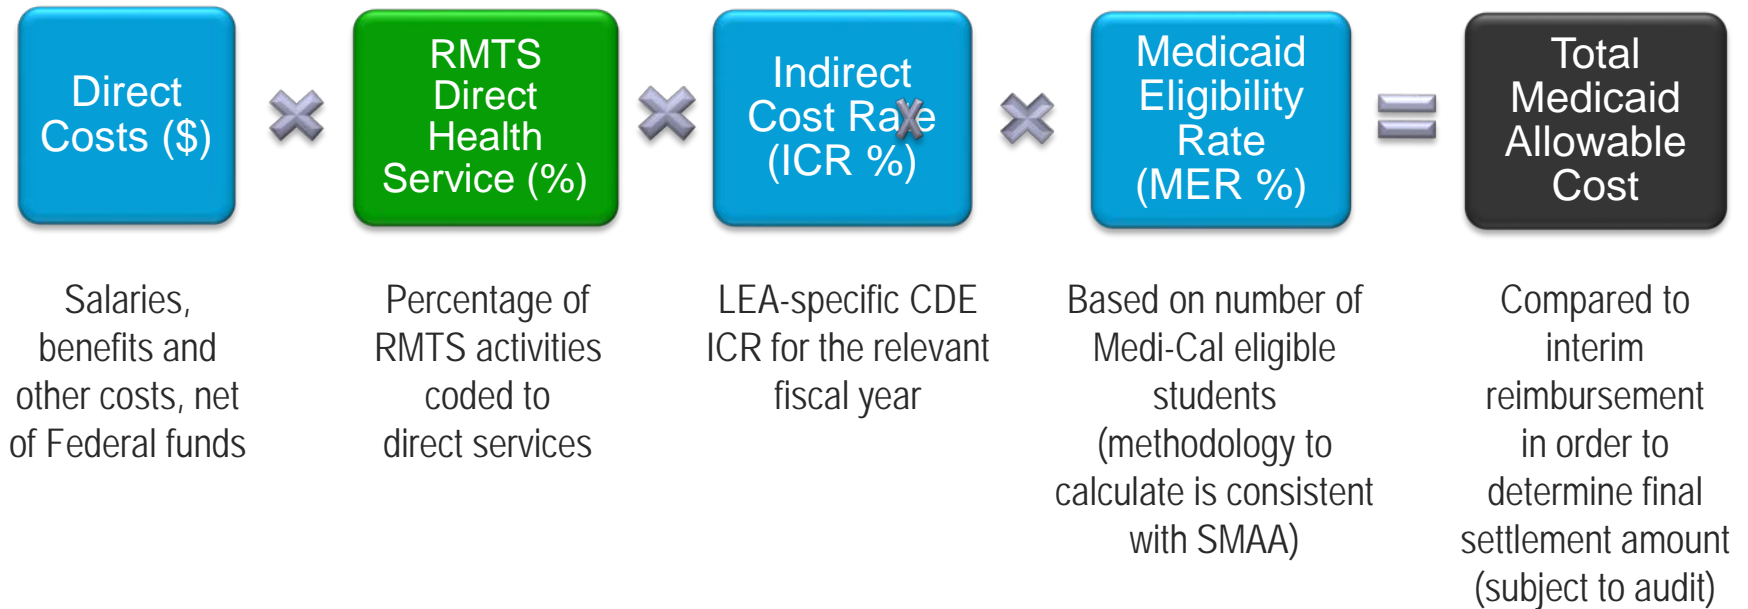 Direct
Costs ($)
RMTS
Direct
Health
Service (%)
Indirect
Cost Rate
(ICR %)
Medicaid
Eligibility
Rate
(MER %)
Total
Medicaid
Allowable
Cost
Salaries,
benefits and
other costs, net
of Federal funds
Percentage of
RMTS activities
coded to
direct services
LEA-specific CDE
ICR for the relevant
fiscal year
Based on number of
Medi-Cal eligible
students
(methodology to
calculate is consistent
with SMAA)
Compared to
interim
reimbursement
in order to
determine final
settlement amount
(subject to audit)